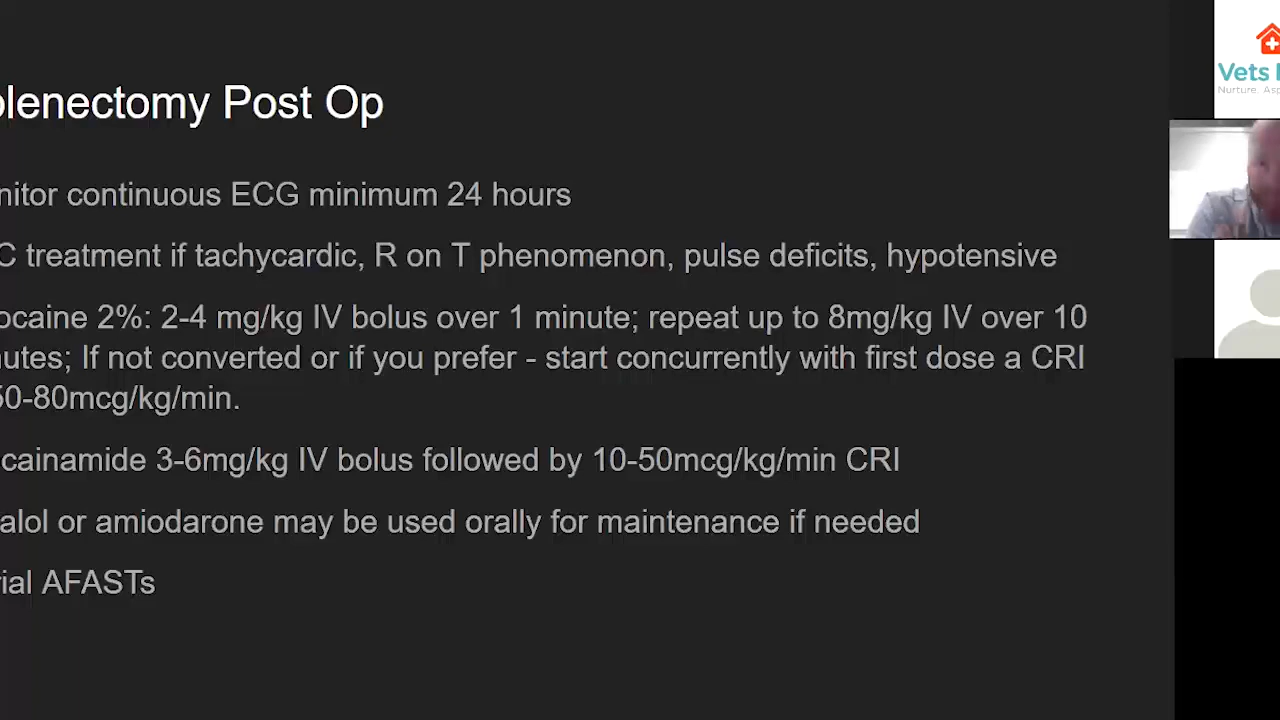 plenectomy Post Op
nitor continuous ECG minimum 24 hours
C treatment if tachycardic, R on T phenomenon, pulse deficits, hypotensive
ocaine 2%: 2-4 mg/kg IV bolus over 1 minute; repeat up to 8mg/kg IV over 10
nutes; If not converted or if you prefer - start concurrently with first dose a CRI
50-80mcg/kg/min.
cainamide 3-6mg/kg IV bolus followed by 10-50mcg/kg/min CRI
alol or amiodarone may be used orally for maintenance if needed
rial AFASTs
Vets
Nurture. Asp